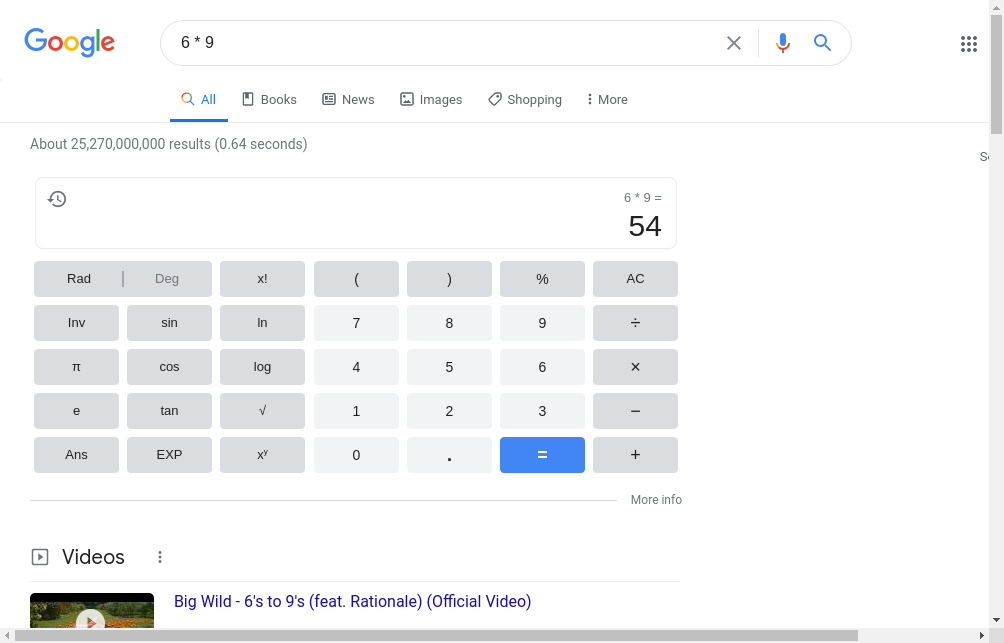 Google
6 * 9
All
Books
News
Images
Shopping
More
About 25,270,000,000 results (0.64 seconds)
6 * 9 =
54
Rad | Deg x! ( ) % AC
Inv sin ln 7 8 9 ÷
π cos log 4 5 6 ×
e tan √ 1 2 3 −
Ans EXP xʸ 0 . = +
More info
Videos
Big Wild - 6's to 9's (feat. Rationale) (Official Video)